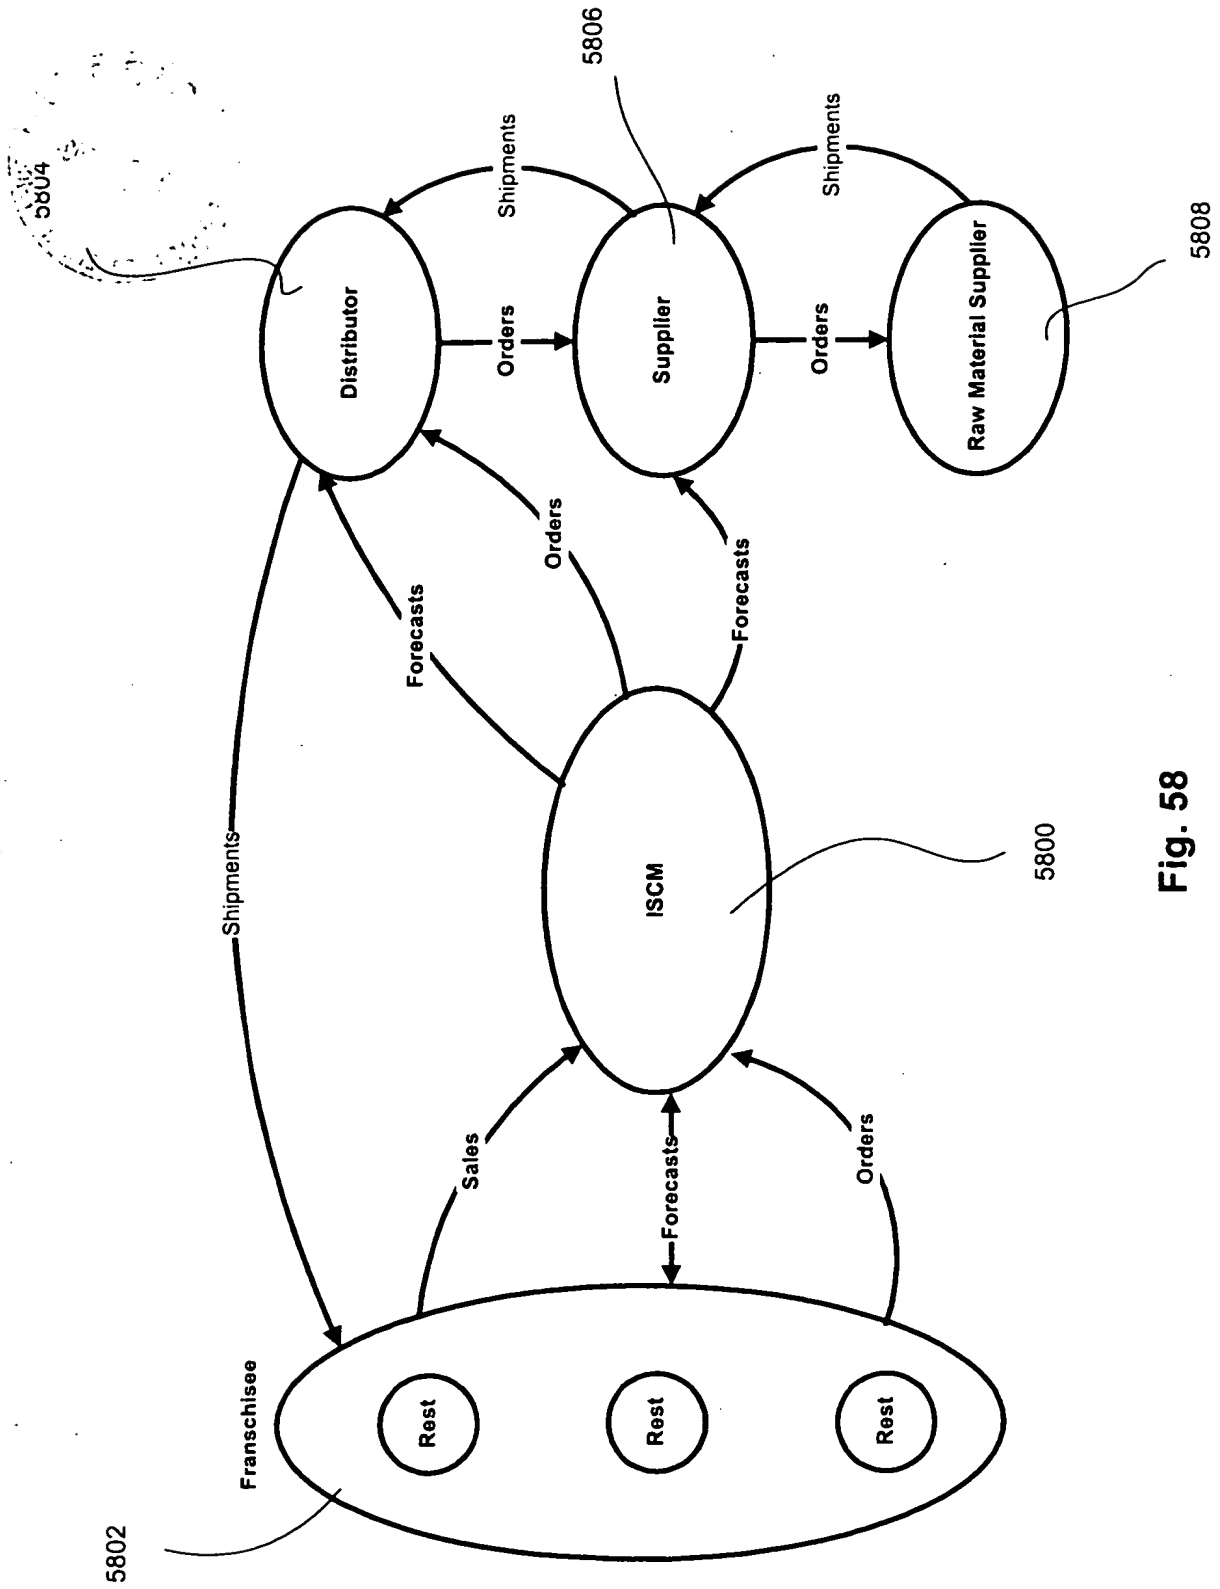 5802
Franschisee
Rest
Rest
Rest
Shipments
Sales
Forecasts
Orders
ISCM
5800
Forecasts
Orders
Forecasts
5804
Distributor
Shipments
Orders
5806
Supplier
Shipments
Orders
Raw Material Supplier
5808
Fig. 58